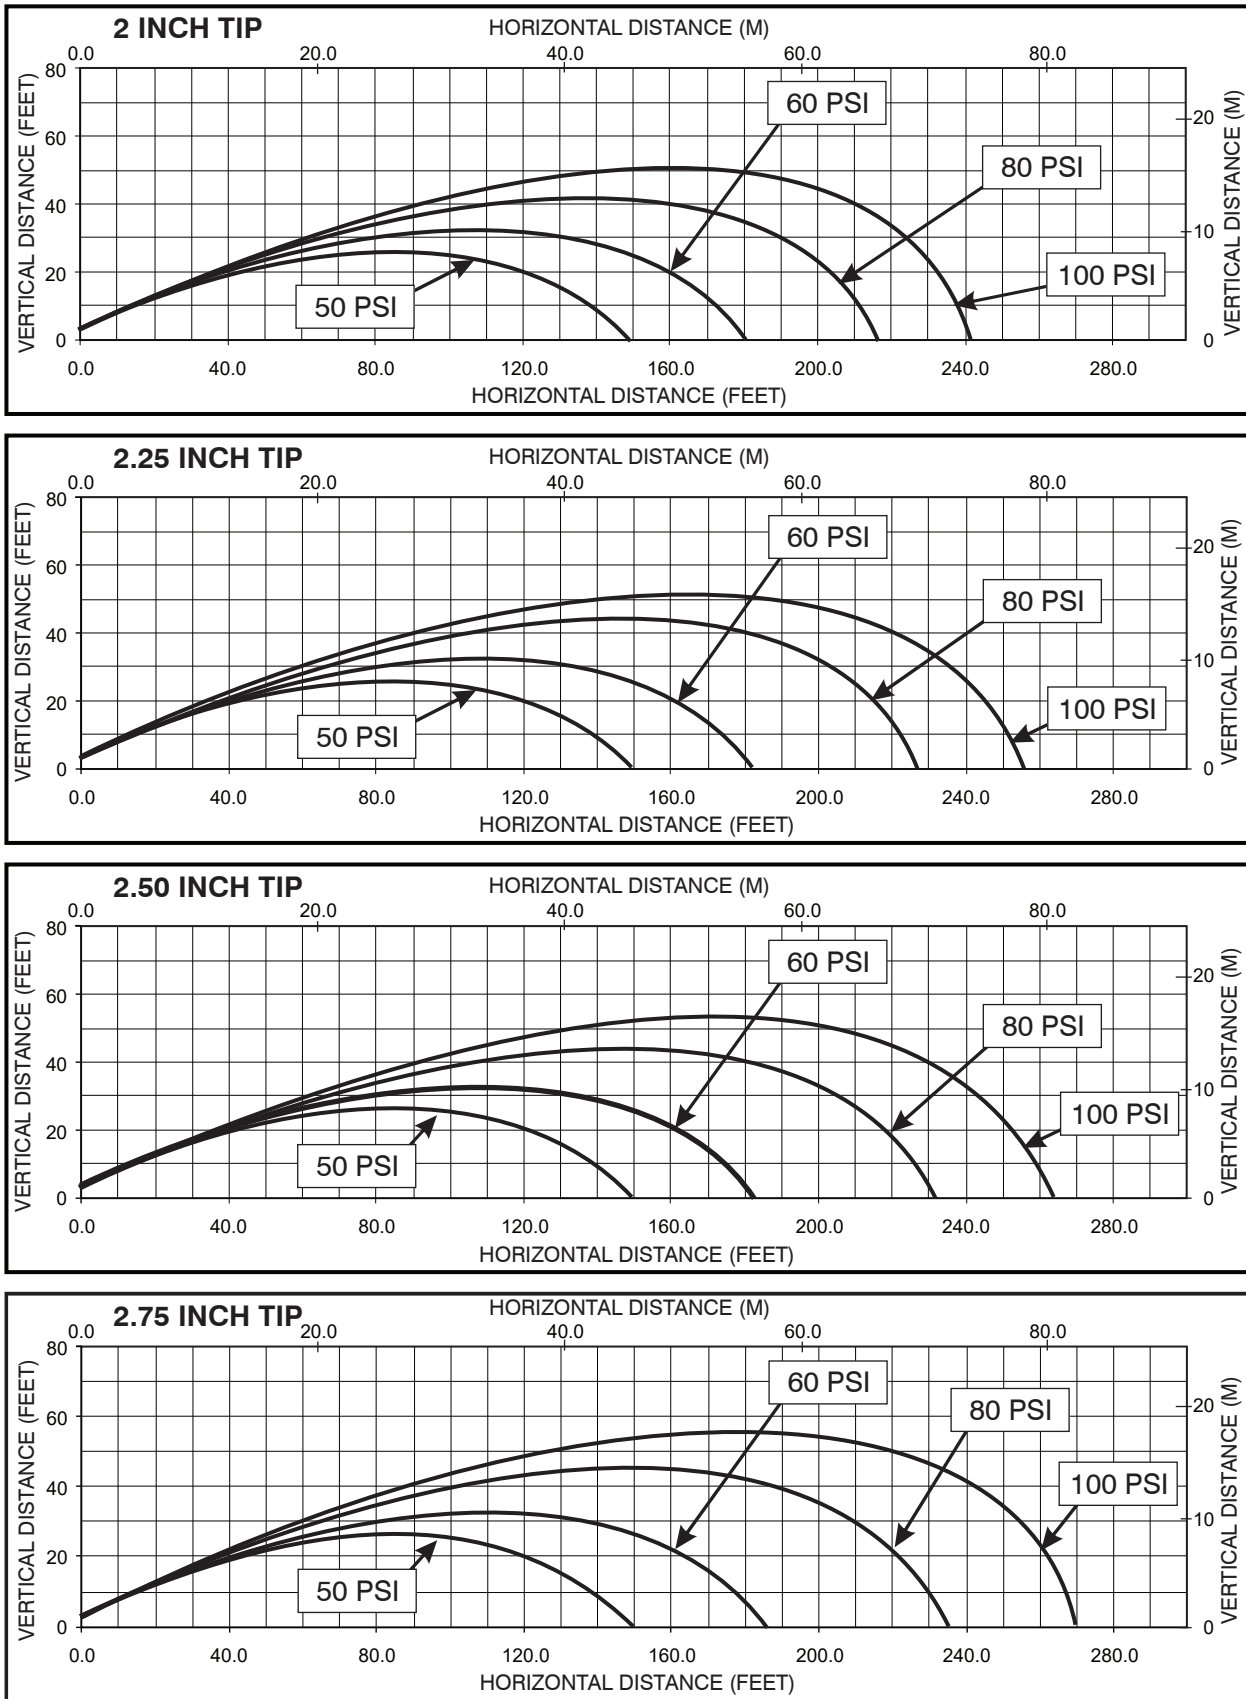 2 INCH TIP
HORIZONTAL DISTANCE (M)
0.0 20.0 40.0 60.0 80.0
VERTICAL DISTANCE (FEET)
80
60
40
20
0
60 PSI
80 PSI
100 PSI
50 PSI
20
10
0
VERTICAL DISTANCE (M)
0.0 40.0 80.0 120.0 160.0 200.0 240.0 280.0
HORIZONTAL DISTANCE (FEET)
2.25 INCH TIP
HORIZONTAL DISTANCE (M)
0.0 20.0 40.0 60.0 80.0
VERTICAL DISTANCE (FEET)
80
60
40
20
0
60 PSI
80 PSI
100 PSI
50 PSI
20
10
0
VERTICAL DISTANCE (M)
0.0 40.0 80.0 120.0 160.0 200.0 240.0 280.0
HORIZONTAL DISTANCE (FEET)
2.50 INCH TIP
HORIZONTAL DISTANCE (M)
0.0 20.0 40.0 60.0 80.0
VERTICAL DISTANCE (FEET)
80
60
40
20
0
60 PSI
80 PSI
100 PSI
50 PSI
20
10
0
VERTICAL DISTANCE (M)
0.0 40.0 80.0 120.0 160.0 200.0 240.0 280.0
HORIZONTAL DISTANCE (FEET)
2.75 INCH TIP
HORIZONTAL DISTANCE (M)
0.0 20.0 40.0 60.0 80.0
VERTICAL DISTANCE (FEET)
80
60
40
20
0
60 PSI
80 PSI
100 PSI
50 PSI
20
10
0
VERTICAL DISTANCE (M)
0.0 40.0 80.0 120.0 160.0 200.0 240.0 280.0
HORIZONTAL DISTANCE (FEET)